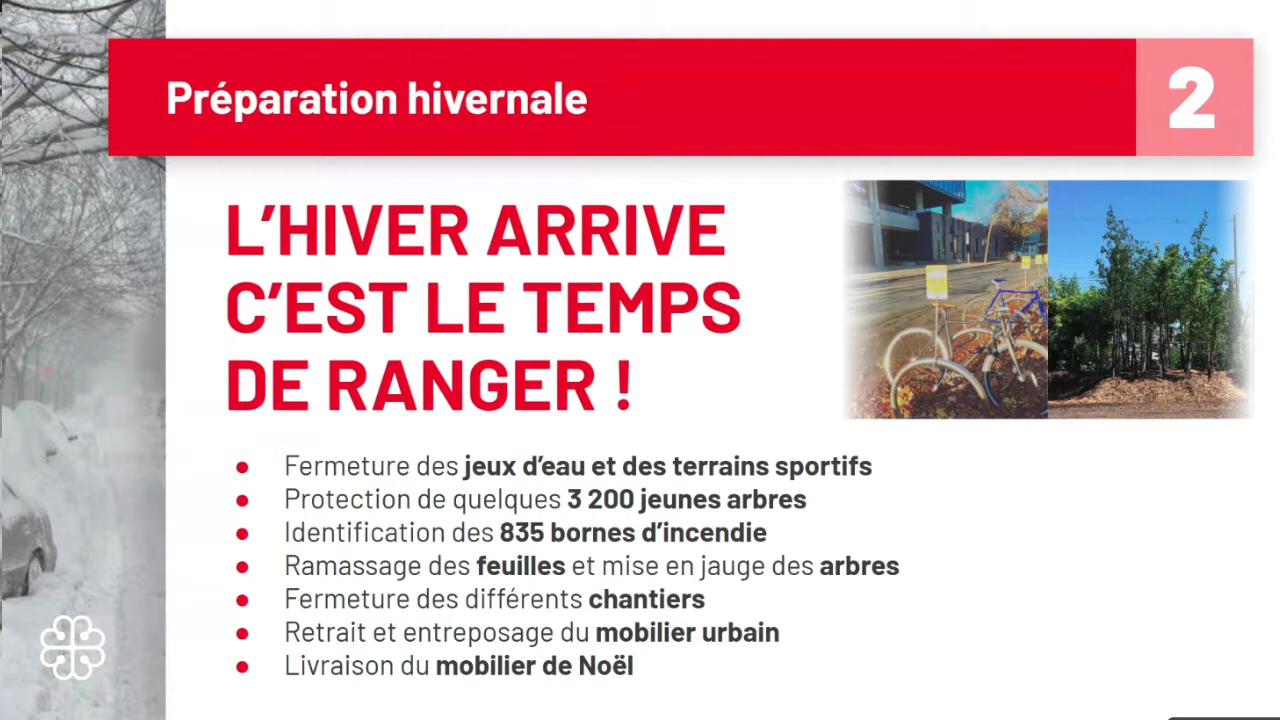 Préparation hivernale
2
L’HIVER ARRIVE
C’EST LE TEMPS
DE RANGER !
● Fermeture des jeux d’eau et des terrains sportifs
● Protection de quelques 3 200 jeunes arbres
● Identification des 835 bornes d’incendie
● Ramassage des feuilles et mise en jauge des arbres
● Fermeture des différents chantiers
● Retrait et entreposage du mobilier urbain
● Livraison du mobilier de Noël